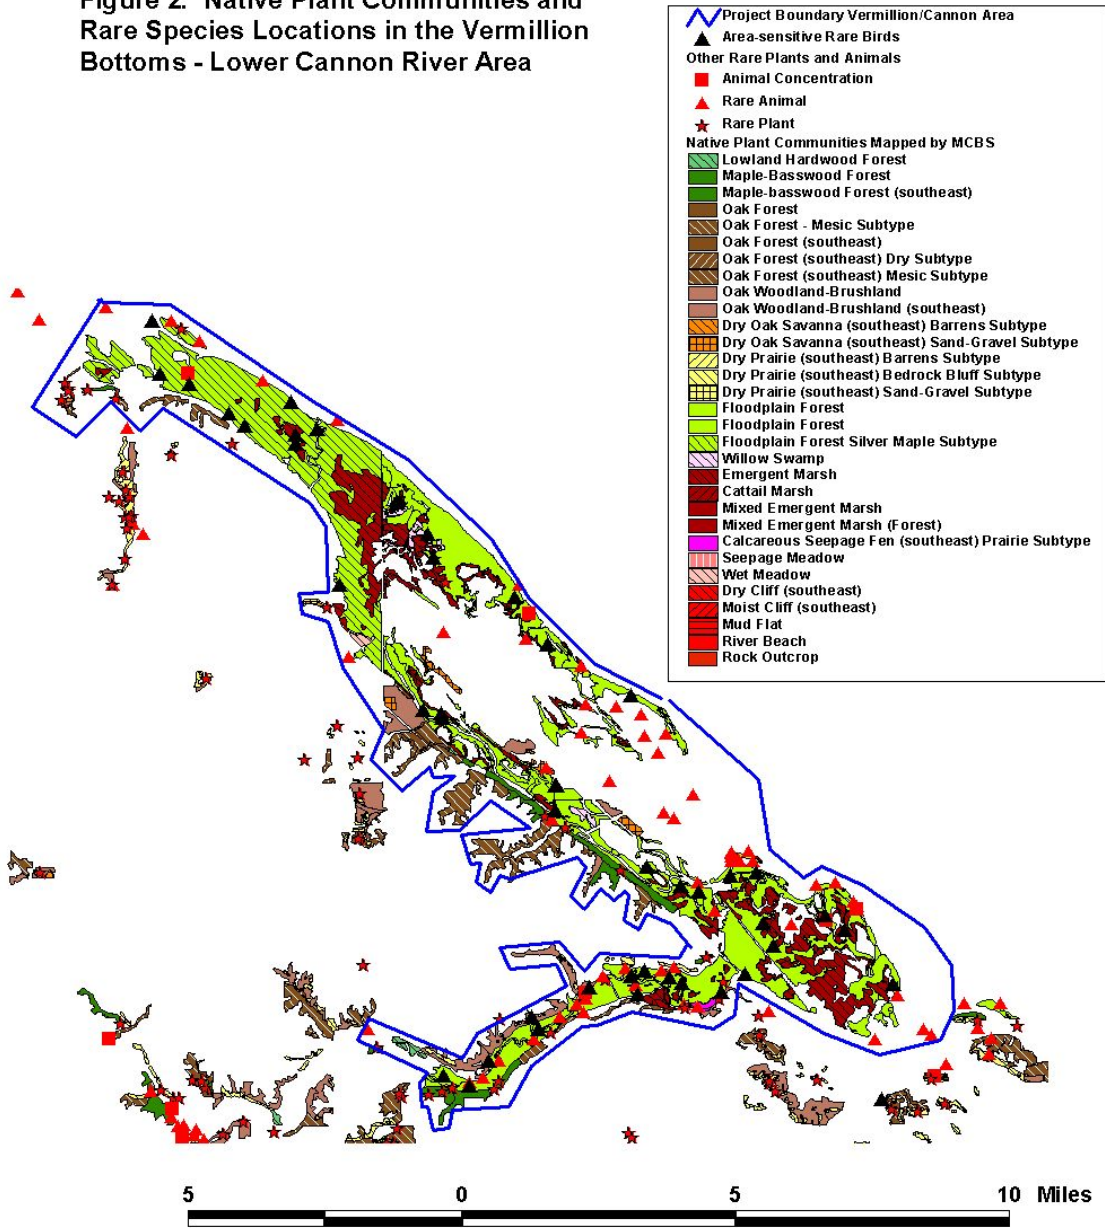 Figure 2. Native Plant Communities and
Rare Species Locations in the Vermillion
Bottoms - Lower Cannon River Area
Project Boundary Vermillion/Cannon Area
Area-sensitive Rare Birds
Other Rare Plants and Animals
Animal Concentration
Rare Animal
Rare Plant
Native Plant Communities Mapped by MCBS
Lowland Hardwood Forest
Maple-Basswood Forest
Maple-basswood Forest (southeast)
Oak Forest
Oak Forest - Mesic Subtype
Oak Forest (southeast)
Oak Forest (southeast) Dry Subtype
Oak Forest (southeast) Mesic Subtype
Oak Woodland-Brushland
Oak Woodland-Brushland (southeast)
Dry Oak Savanna (southeast) Barrens Subtype
Dry Oak Savanna (southeast) Sand-Gravel Subtype
Dry Prairie (southeast) Barrens Subtype
Dry Prairie (southeast) Bedrock Bluff Subtype
Dry Prairie (southeast) Sand-Gravel Subtype
Floodplain Forest
Floodplain Forest
Floodplain Forest Silver Maple Subtype
Willow Swamp
Emergent Marsh
Cattail Marsh
Mixed Emergent Marsh
Mixed Emergent Marsh (Forest)
Calcareous Seepage Fen (southeast) Prairie Subtype
Seepage Meadow
Wet Meadow
Dry Cliff (southeast)
Moist Cliff (southeast)
Mud Flat
River Beach
Rock Outcrop
5 0 5 10 Miles